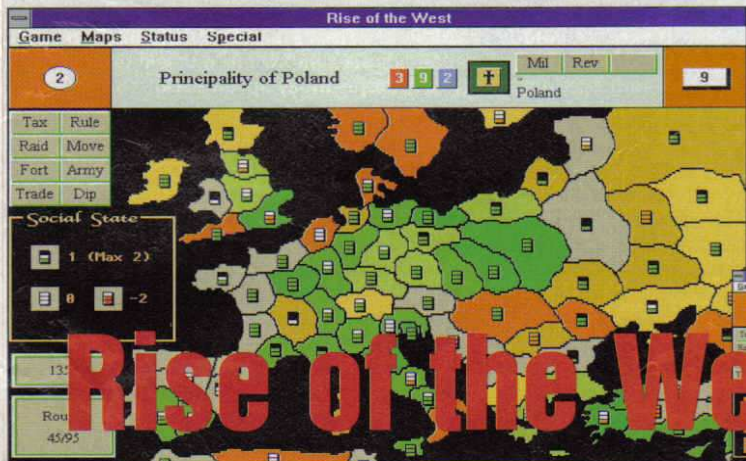 Rise of the West
Game Maps Status Special
2
Principality of Poland
3 9 2
Mil Rev
-
Poland
9
Tax Rule
Raid Move
Fort Army
Trade Dip
Social State
1 (Max 2)
0 -2
45/95
Rise of the We